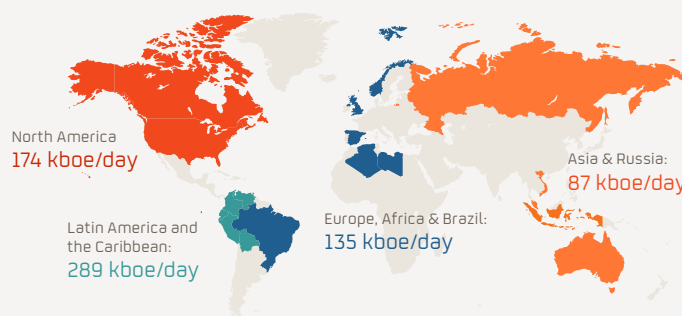 North America
174 kboe/day
Asia & Russia:
87 kboe/day
Latin America and
the Caribbean:
289 kboe/day
Europe, Africa & Brazil:
135 kboe/day